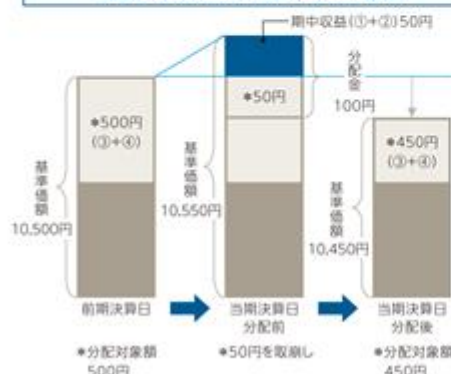 期中収益(①+②)50円
分配金
100円
*500円
(③+④)
*50円
*450円
(③+④)
基準価額
10,500円
基準価額
10,550円
基準価額
10,450円
前期決算日
当期決算日
分配前
当期決算日
分配後
*分配対象額
500円
*50円を取崩し
*分配対象額
450円